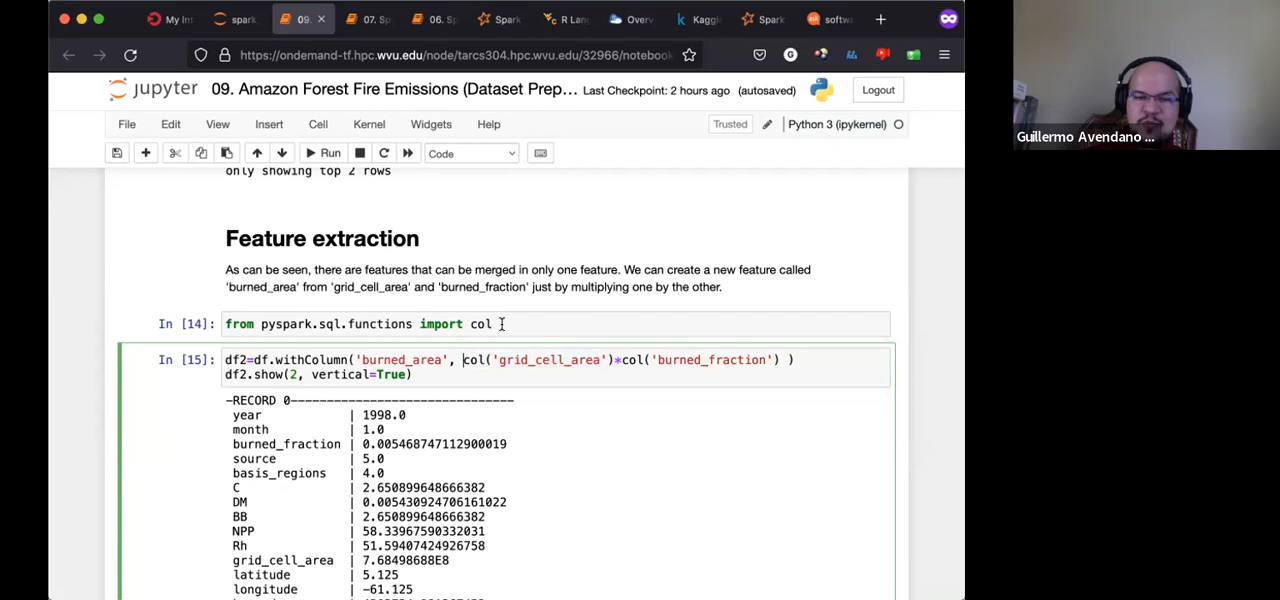 My Int
spark.
09.
07. Sp
06. S
Spark
R Lang
Overv
Kaggl
Spark
softwa
https://ondemand-tf.hpc.wvu.edu/node/tarcs304.hpc.wvu.edu/32966/notebook
jupyter 09. Amazon Forest Fire Emissions (Dataset Prep... Last Checkpoint: 2 hours ago (autosaved) Logout
File Edit View Insert Cell Kernel Widgets Help Trusted Python 3 (ipykernel)
Run Code
only showing top 2 rows
Feature extraction
As can be seen, there are features that can be merged in only one feature. We can create a new feature called
'burned_area' from 'grid_cell_area' and 'burned_fraction' just by multiplying one by the other.
In [14]: from pyspark.sql.functions import col
In [15]: df2=df.withColumn('burned_area', col('grid_cell_area')*col('burned_fraction') )
df2.show(2, vertical=True)
-RECORD 0------------------------------
year | 1998.0
month | 1.0
burned_fraction | 0.005468747112900019
source | 5.0
basis_regions | 4.0
C | 2.650899648666382
DM | 0.005430924706161022
BB | 2.650899648666382
NPP | 58.33967590332031
Rh | 51.59407424926758
grid_cell_area | 7.68498688E8
latitude | 5.125
longitude | -61.125
Guillermo Avendano ...